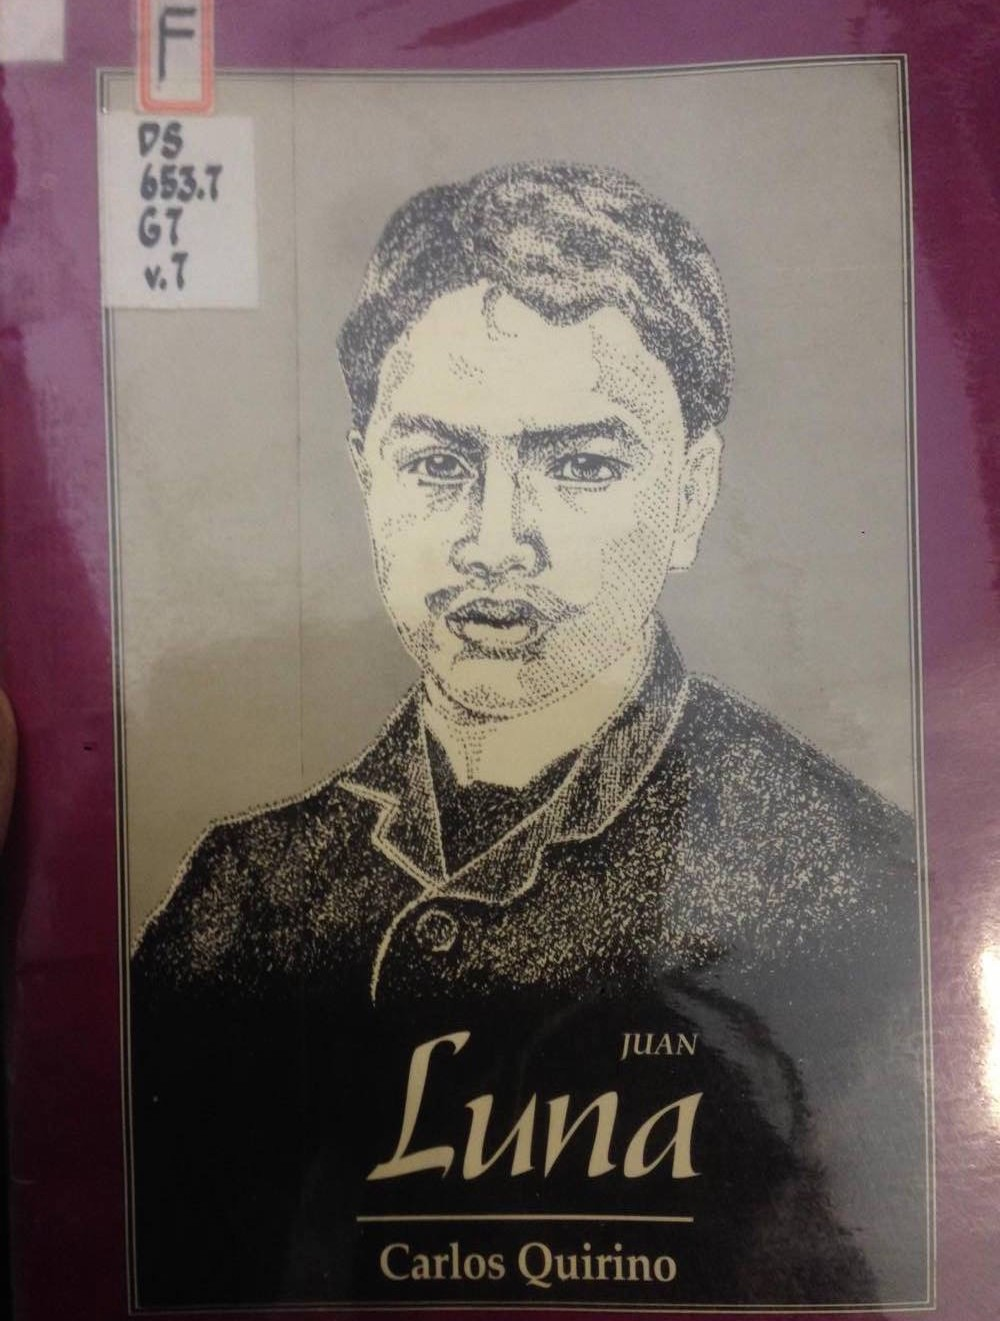 F
DS
653.7
G7
v.7
JUAN
Luna
Carlos Quirino